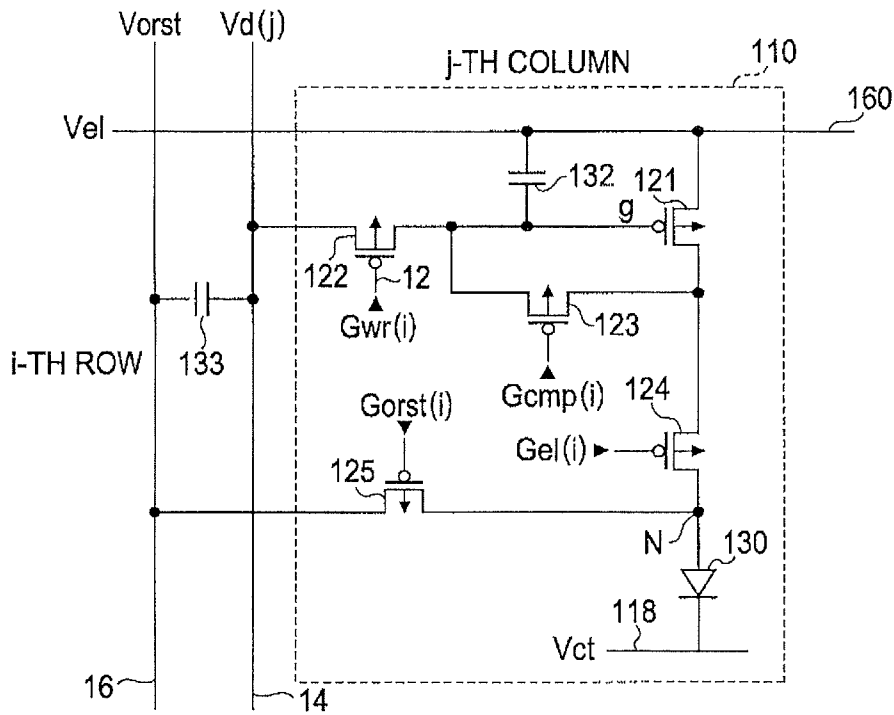 Vorst Vd(j)
j-TH COLUMN
110
Vel
160
132
121
g
122
12
Gwr(i)
123
133
i-TH ROW
Gcmp(i)
124
Gorst(i)
Gel(i)
125
N
130
118
Vct
16
14